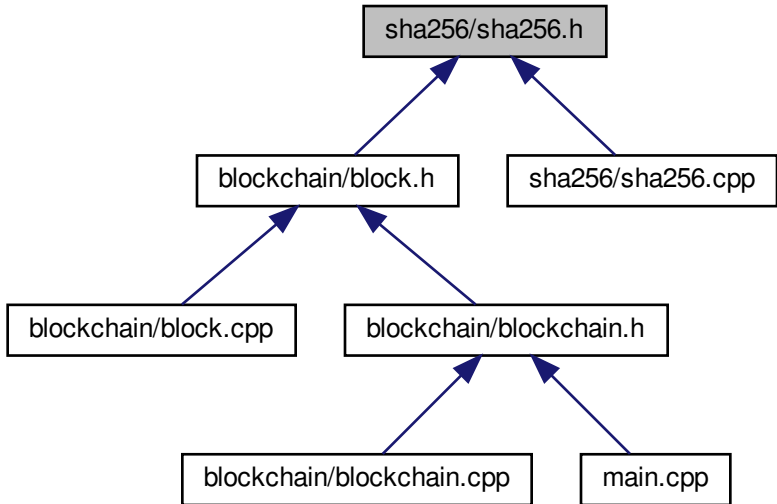 sha256/sha256.h
blockchain/block.h
sha256/sha256.cpp
blockchain/block.cpp
blockchain/blockchain.h
blockchain/blockchain.cpp
main.cpp